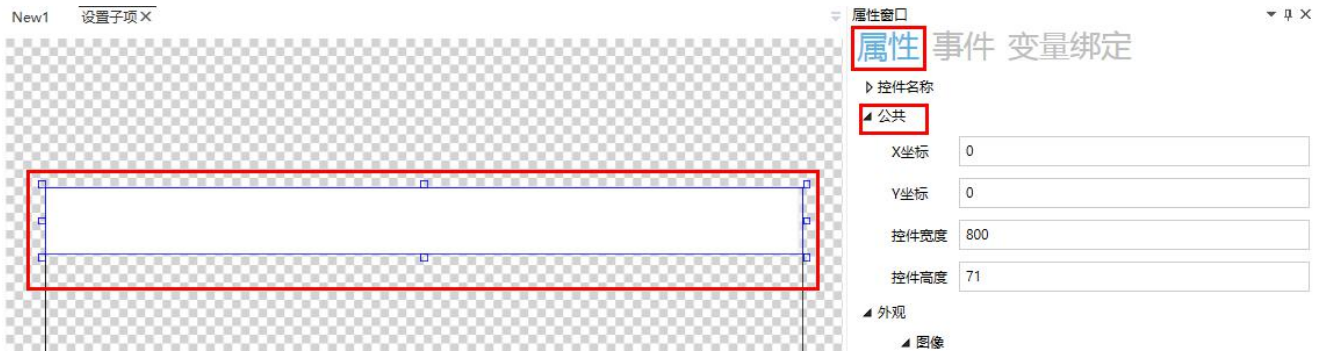 New1 设置子项
属性窗口
属性 事件 变量绑定
控件名称
公共
X坐标 0
Y坐标 0
控件宽度 800
控件高度 71
外观
图像